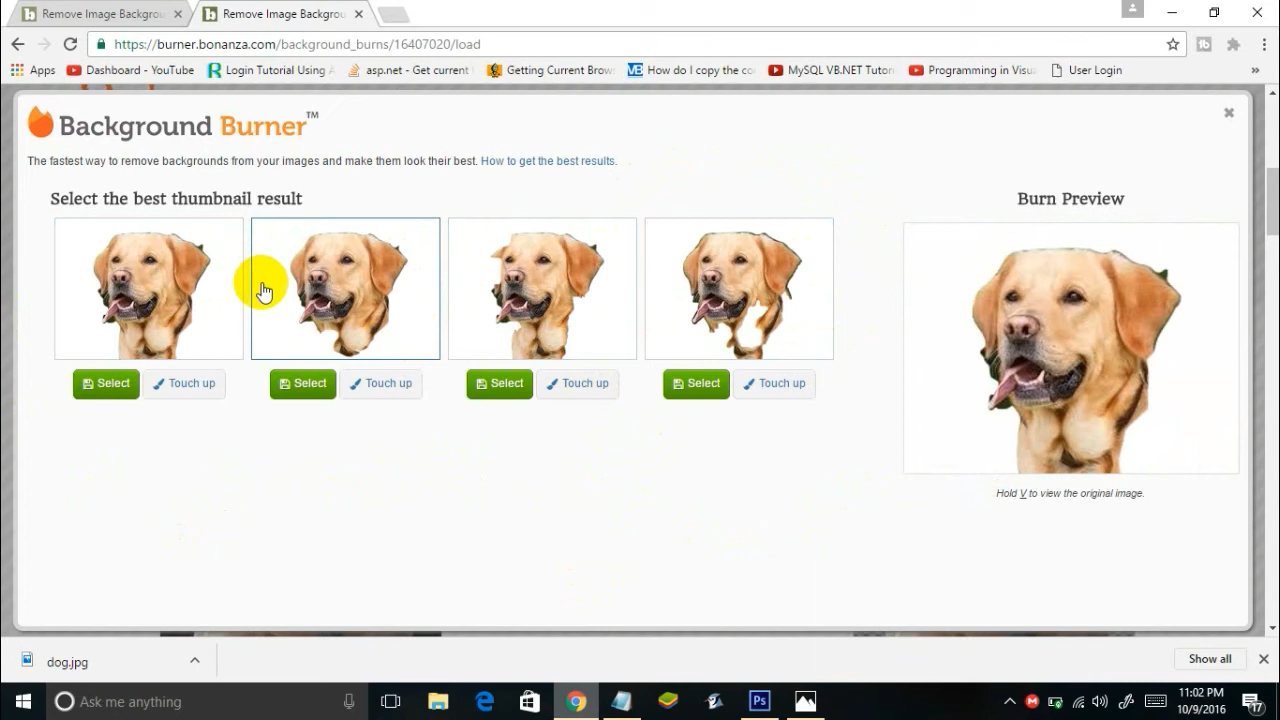 Remove Image Backgrou
Remove Image Backgrou
https://burner.bonanza.com/background_burns/16407020/load
Apps
Dashboard - YouTube
Login Tutorial Using A
asp.net - Get current
Getting Current Brow
How do I copy the co
MySQL VB.NET Tutori
Programming in Visua
User Login
»
Background Burner™
The fastest way to remove backgrounds from your images and make them look their best. How to get the best results.
Select the best thumbnail result
Burn Preview
Select
Touch up
Select
Touch up
Select
Touch up
Select
Touch up
Hold V to view the original image.
dog.jpg
Show all
Ask me anything
Ps
11:02 PM
10/9/2016
17